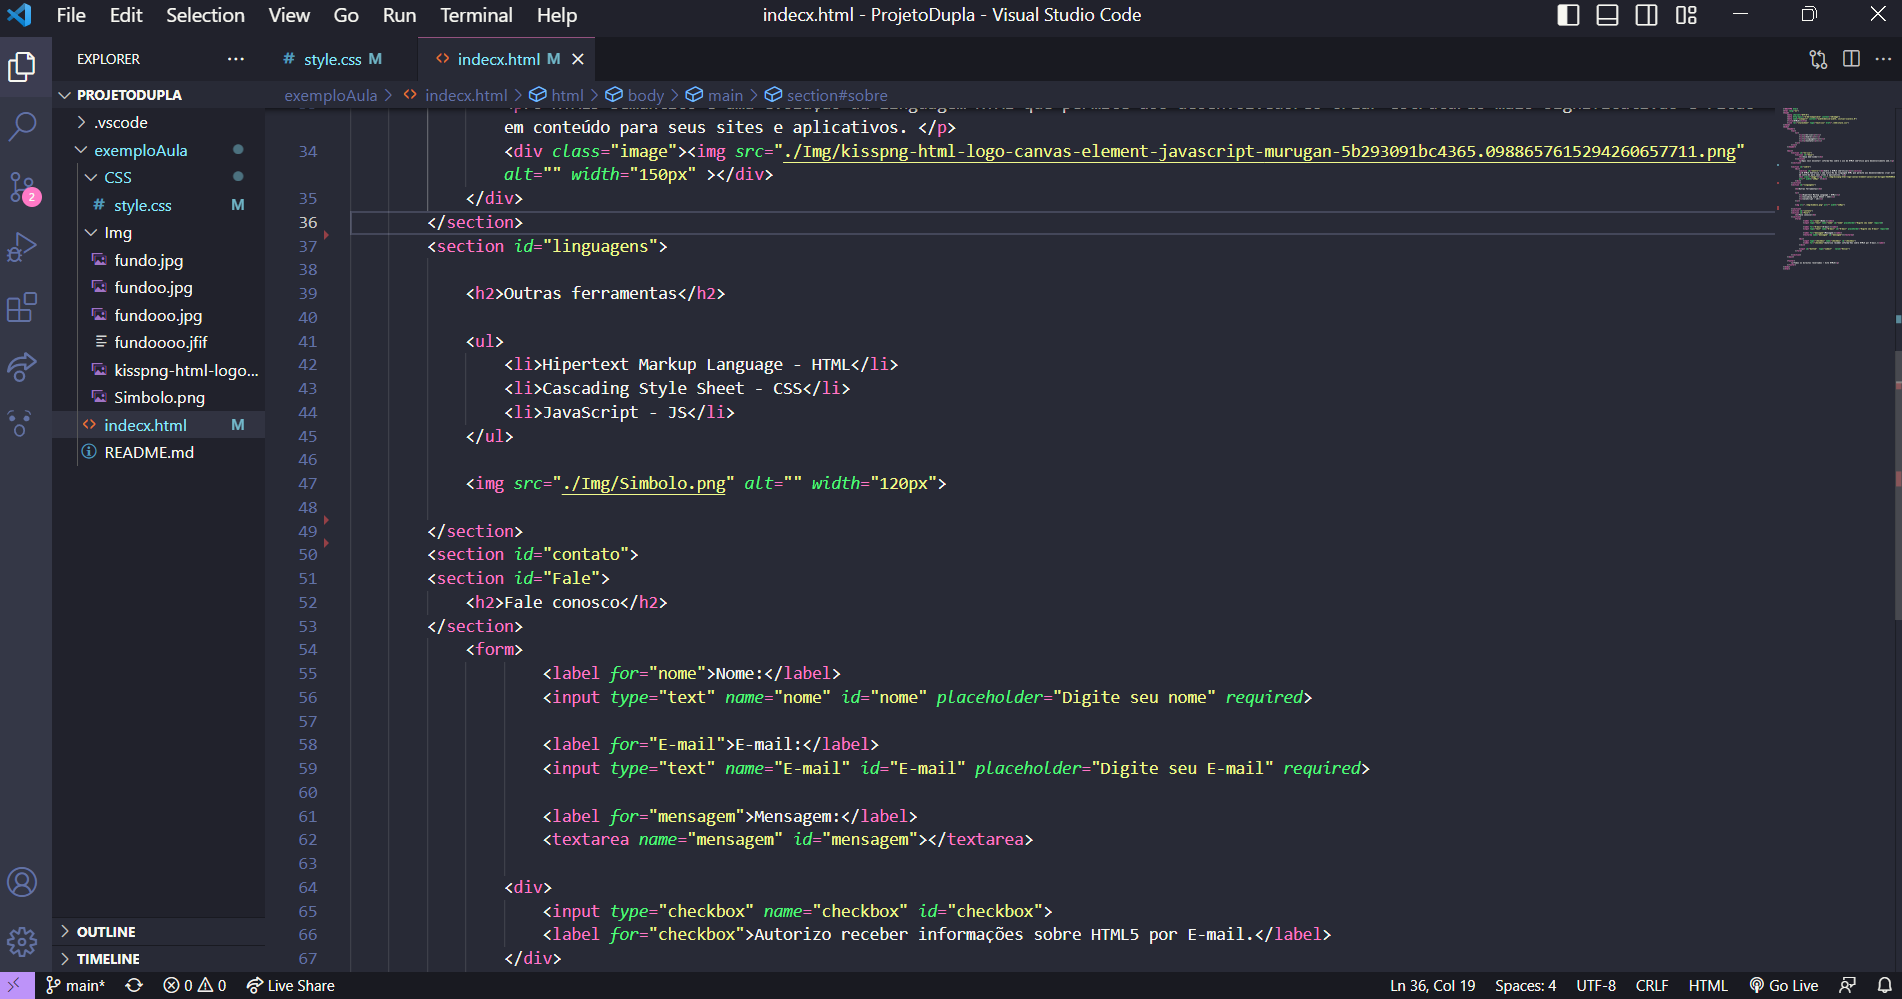 File Edit Selection View Go Run Terminal Help
indecx.html - ProjetoDupla - Visual Studio Code
EXPLORER ···
# style.css M
<> indecx.html M
PROJETODUPLA
exemploAula > <> indecx.html > html > body > main > section#sobre
.vscode
exemploAula
CSS
# style.css M
Img
fundo.jpg
fundoo.jpg
fundooo.jpg
fundoooo.jfif
kisspng-html-logo...
Simbolo.png
<> indecx.html M
README.md
2
OUTLINE
TIMELINE
em conteúdo para seus sites e aplicativos. </p>
34 <div class="image"><img src="./Img/kisspng-html-logo-canvas-element-javascript-murugan-5b293091bc4365.0988657615294260657711.png"
alt="" width="150px" ></div>
35 </div>
36 </section>
37 <section id="linguagens">
38
39 <h2>Outras ferramentas</h2>
40
41 <ul>
42 <li>Hipertext Markup Language - HTML</li>
43 <li>Cascading Style Sheet - CSS</li>
44 <li>JavaScript - JS</li>
45 </ul>
46
47 <img src="./Img/Simbolo.png" alt="" width="120px">
48
49 </section>
50 <section id="contato">
51 <section id="Fale">
52 <h2>Fale conosco</h2>
53 </section>
54 <form>
55 <label for="nome">Nome:</label>
56 <input type="text" name="nome" id="nome" placeholder="Digite seu nome" required>
57
58 <label for="E-mail">E-mail:</label>
59 <input type="text" name="E-mail" id="E-mail" placeholder="Digite seu E-mail" required>
60
61 <label for="mensagem">Mensagem:</label>
62 <textarea name="mensagem" id="mensagem"></textarea>
63
64 <div>
65 <input type="checkbox" name="checkbox" id="checkbox">
66 <label for="checkbox">Autorizo receber informações sobre HTML5 por E-mail.</label>
67 </div>
main* 0 0 Live Share
Ln 36, Col 19 Spaces: 4 UTF-8 CRLF HTML Go Live